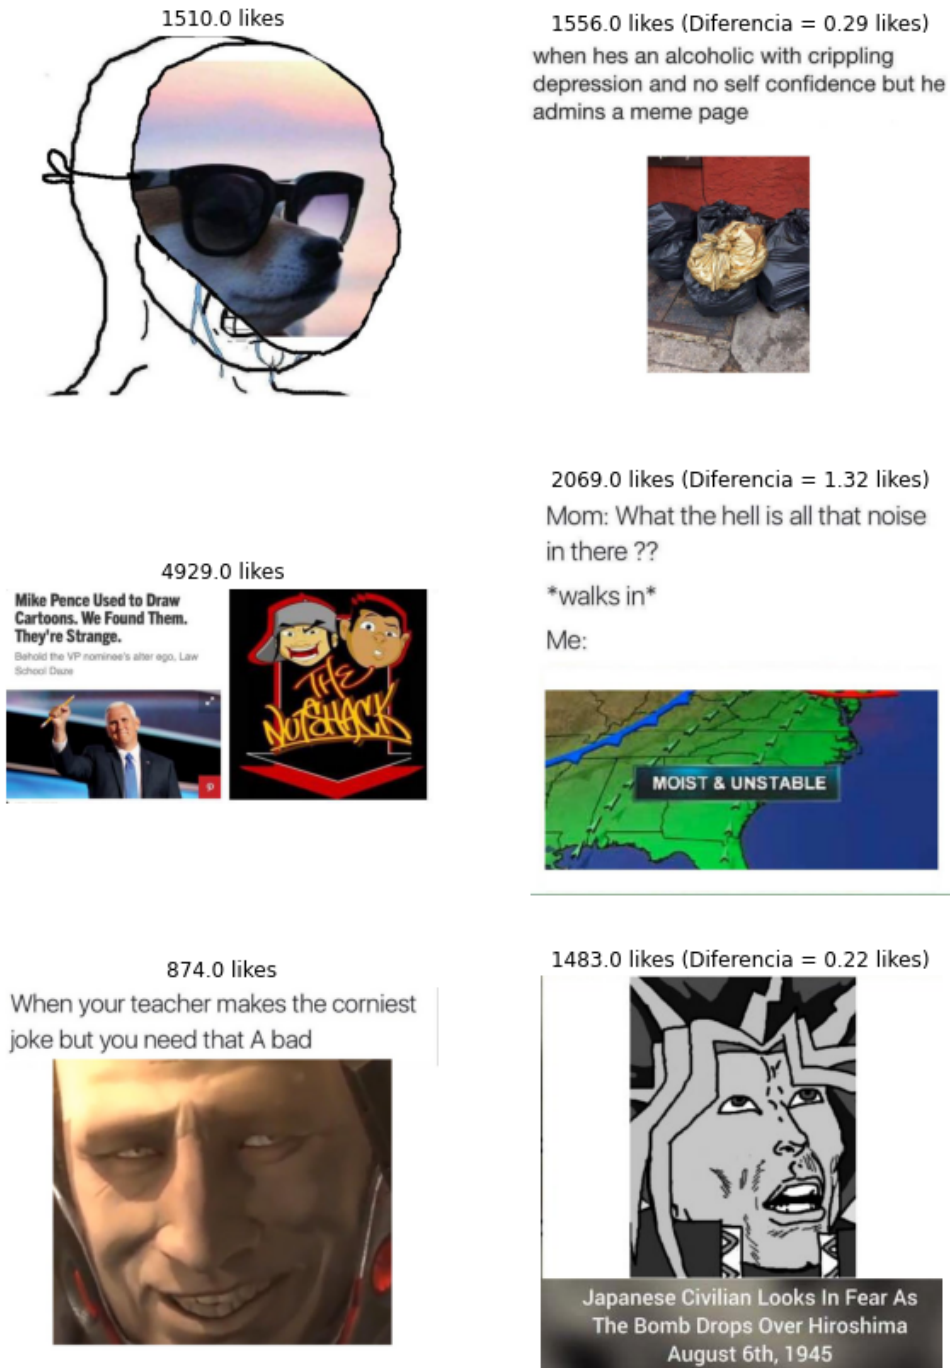 1510.0 likes
1556.0 likes (Diferencia = 0.29 likes)
when hes an alcoholic with crippling
depression and no self confidence but he
admins a meme page
4929.0 likes
Mike Pence Used to Draw
Cartoons. We Found Them.
They're Strange.
Behold the VP nominee's alter ego, Law
School Daze
THE
NUTSHACK
2069.0 likes (Diferencia = 1.32 likes)
Mom: What the hell is all that noise
in there ??
*walks in*
Me:
MOIST & UNSTABLE
874.0 likes
When your teacher makes the corniest
joke but you need that A bad
1483.0 likes (Diferencia = 0.22 likes)
Japanese Civilian Looks In Fear As
The Bomb Drops Over Hiroshima
August 6th, 1945